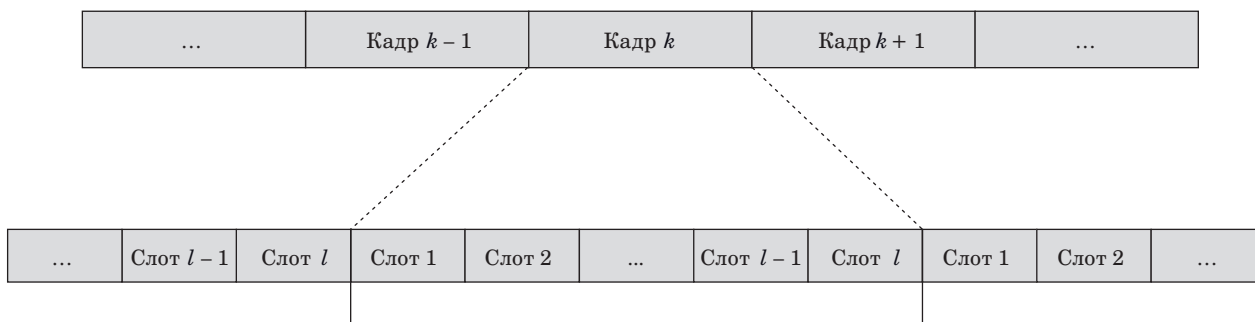 … Кадр k – 1 Кадр k Кадр k + 1 …
… Слот l – 1 Слот l Слот 1 Слот 2 ... Слот l – 1 Слот l Слот 1 Слот 2 …